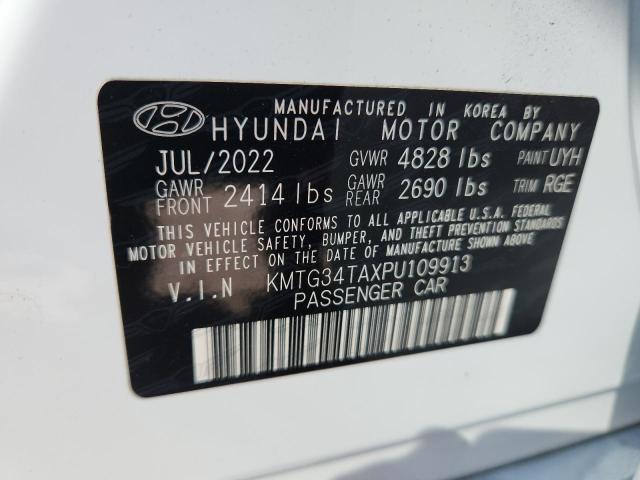 MANUFACTURED IN KOREA BY
HYUNDAI MOTOR COMPANY
JUL/2022 GVWR 4828 lbs PAINT UYH
GAWR FRONT 2414 lbs GAWR REAR 2690 lbs TRIM RGE
THIS VEHICLE CONFORMS TO ALL APPLICABLE U.S.A. FEDERAL
MOTOR VEHICLE SAFETY, BUMPER, AND THEFT PREVENTION STANDARDS
IN EFFECT ON THE DATE OF MANUFACTURE SHOWN ABOVE.
V.I.N KMTG34TAXPU109913
PASSENGER CAR